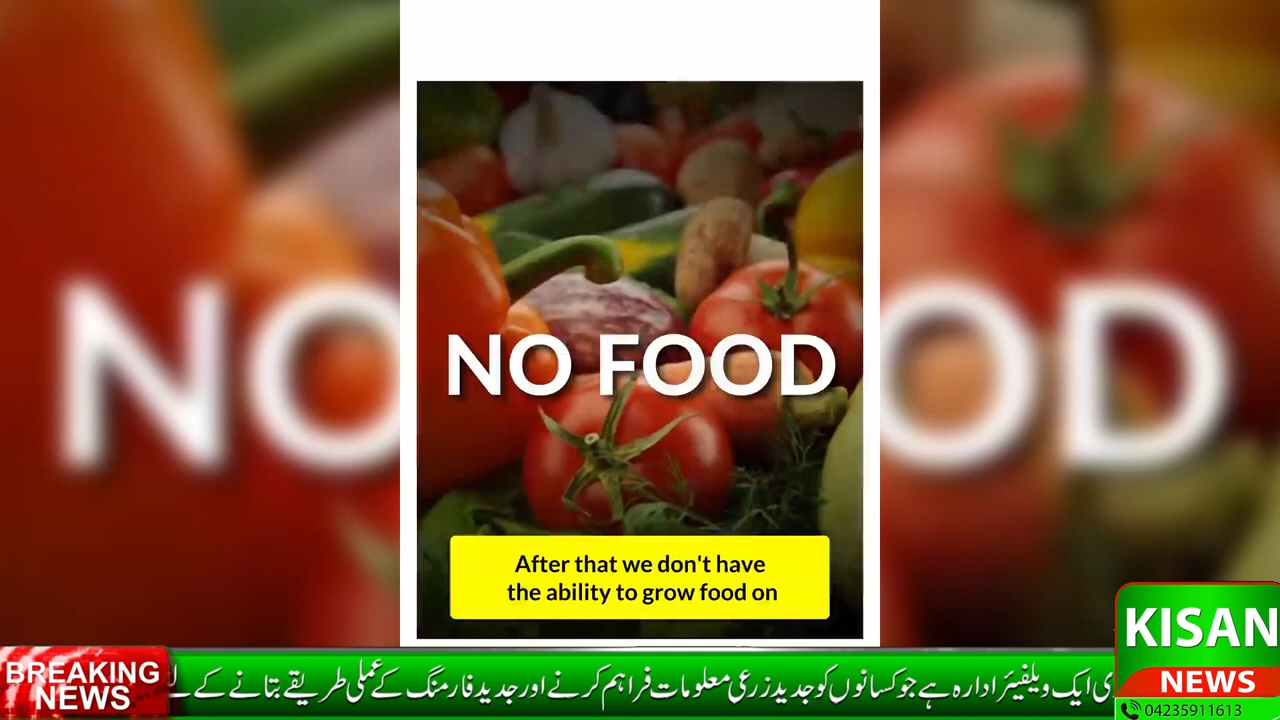 NO FOOD
After that we don't have
the ability to grow food on
KISAN
NEWS
04235911613
BREAKING
NEWS
ایک ویلفیئر ادارہ ہے جو کسانوں کو جدید زرعی معلومات فراہم کرنے اور جدید فارمنگ کے عملی طریقے بتانے کے